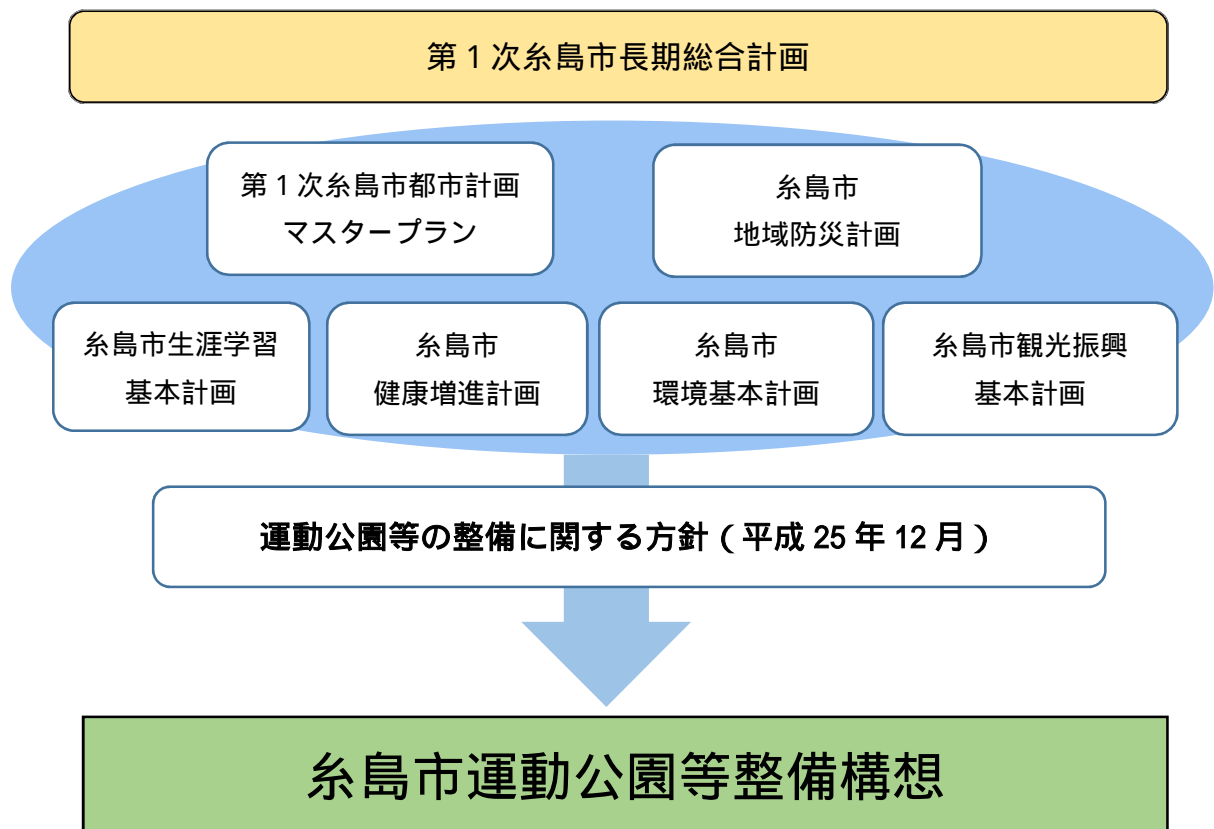 第1次糸島市長期総合計画
第1次糸島市都市計画
マスタープラン
糸島市
地域防災計画
糸島市生涯学習
基本計画
糸島市
健康増進計画
糸島市
環境基本計画
糸島市観光振興
基本計画
運動公園等の整備に関する方針(平成25年12月)
糸島市運動公園等整備構想